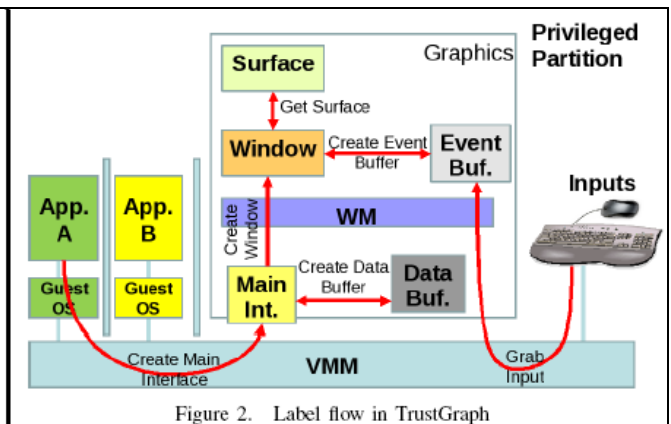 Privileged
Partition
Graphics
Surface
Get Surface
Window
Create Event
Buffer
Event
Buf.
Inputs
App.
A
App.
B
WM
Create
Window
Guest
OS
Guest
OS
Main
Int.
Create Data
Buffer
Data
Buf.
Create Main
Interface
VMM
Grab
Input
Figure 2. Label flow in TrustGraph